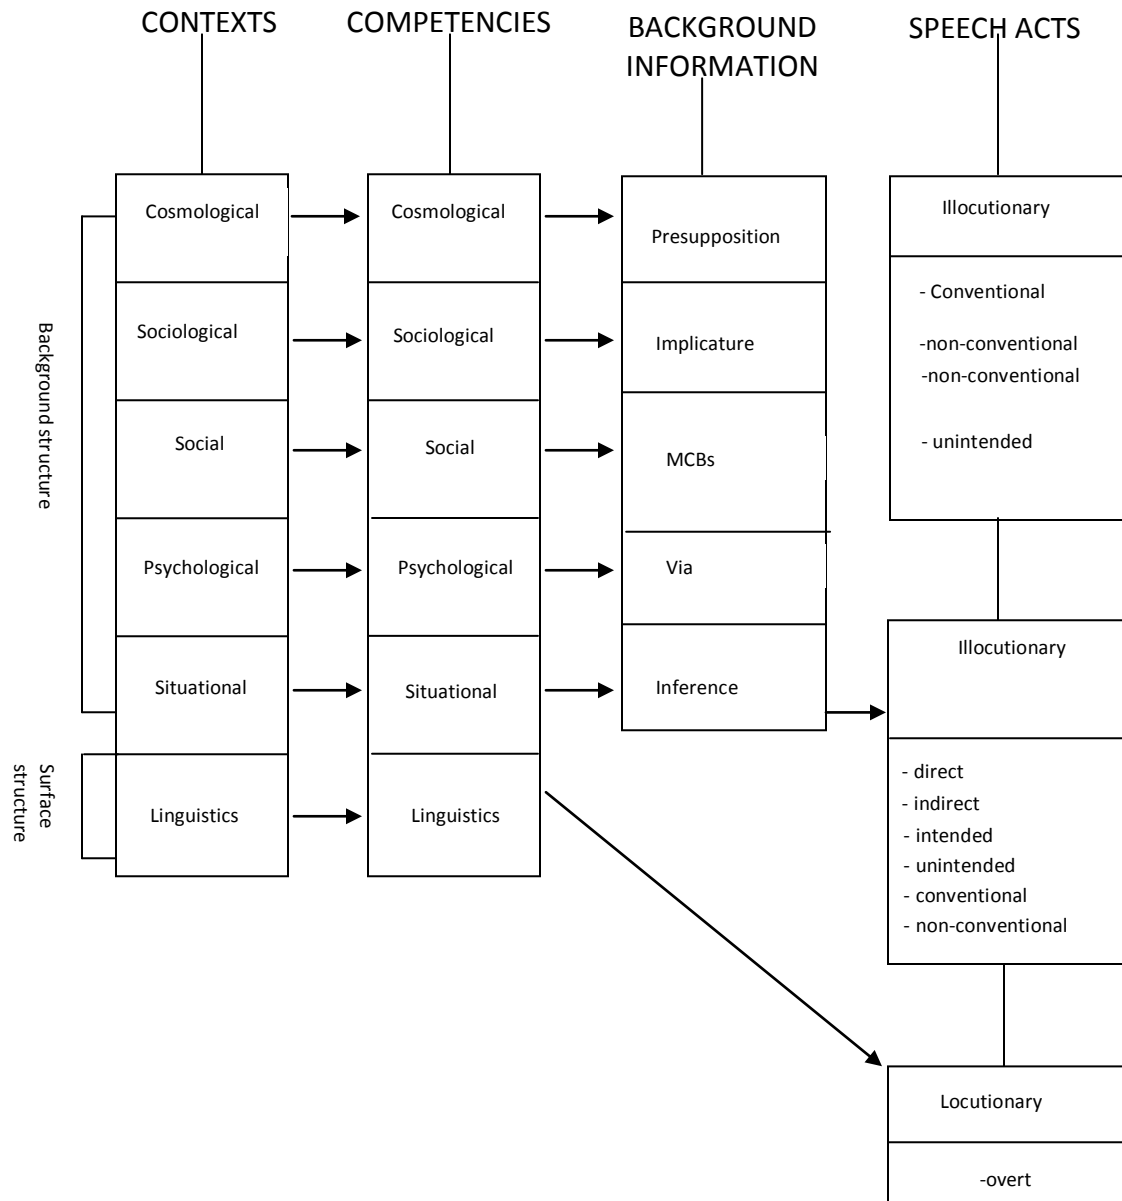 CONTEXTS
COMPETENCIES
BACKGROUND
INFORMATION
SPEECH ACTS
Background structure
Surface
structure
Cosmological
Sociological
Social
Psychological
Situational
Linguistics
Cosmological
Sociological
Social
Psychological
Situational
Linguistics
Presupposition
Implicature
MCBs
Via
Inference
Illocutionary
- Conventional
-non-conventional
-non-conventional
- unintended
Illocutionary
- direct
- indirect
- intended
- unintended
- conventional
- non-conventional
Locutionary
-overt